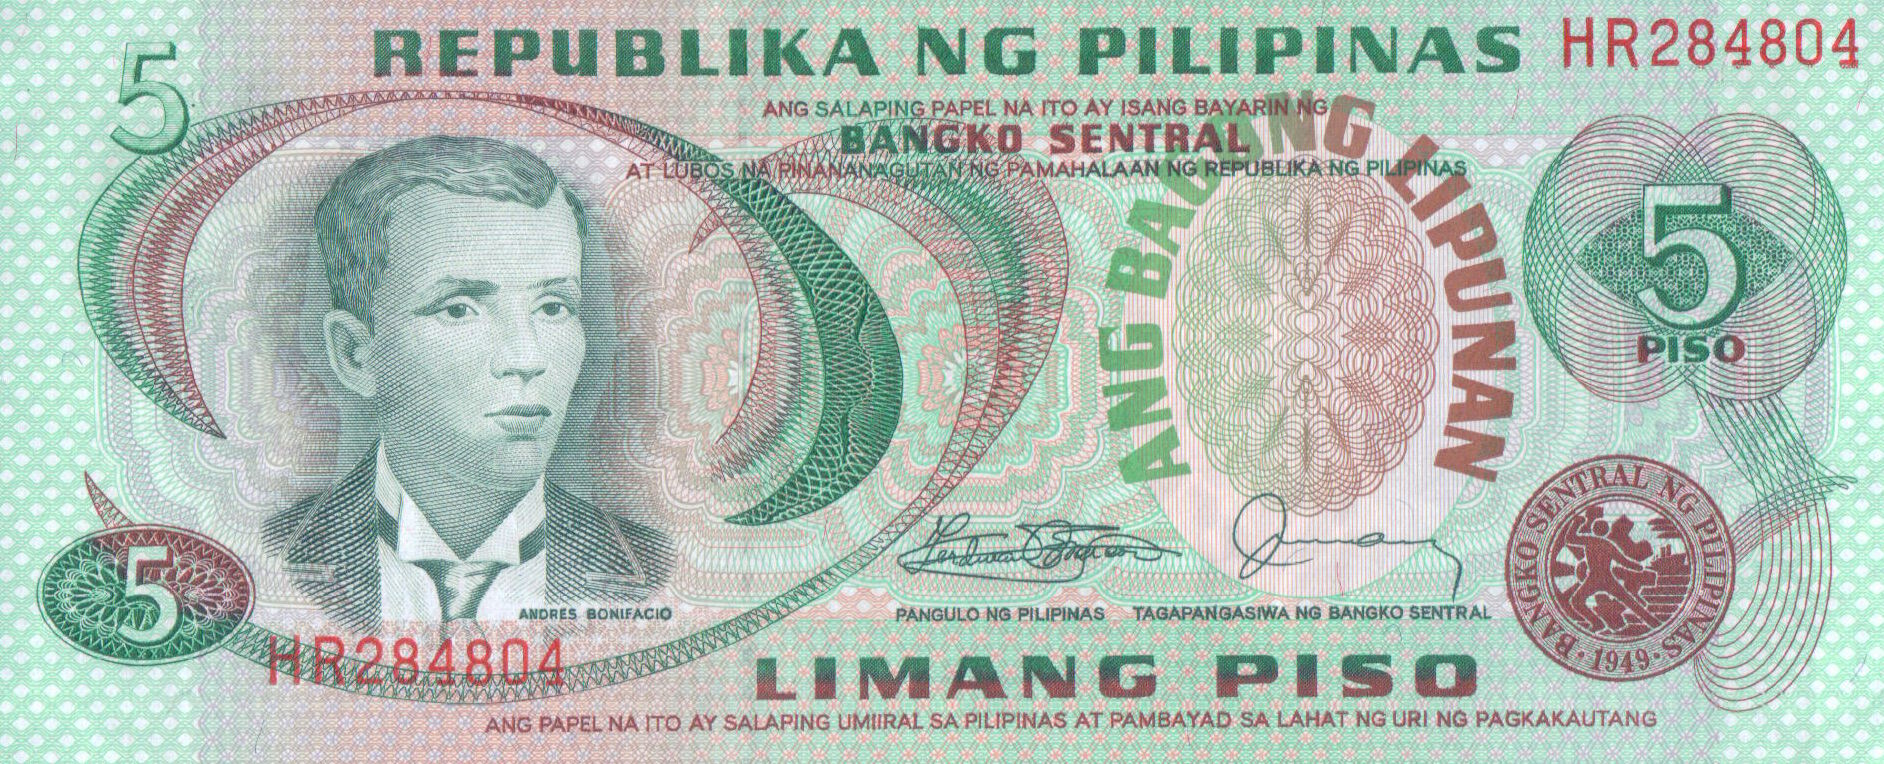 5
REPUBLIKA NG PILIPINAS
HR284804
ANG SALAPING PAPEL NA ITO AY ISANG BAYARIN NG
BANGKO SENTRAL
AT LUBOS NA PINANANAGUTAN NG PAMAHALAAN NG REPUBLIKA NG PILIPINAS
ANG BAGONG LIPUNAN
5
PISO
5
ANDRES BONIFACIO
PANGULO NG PILIPINAS
TAGAPANGASIWA NG BANGKO SENTRAL
BANGKO SENTRAL NG PILIPINAS
· 1949 ·
HR284804
LIMANG PISO
ANG PAPEL NA ITO AY SALAPING UMIIRAL SA PILIPINAS AT PAMBAYAD SA LAHAT NG URI NG PAGKAKAUTANG